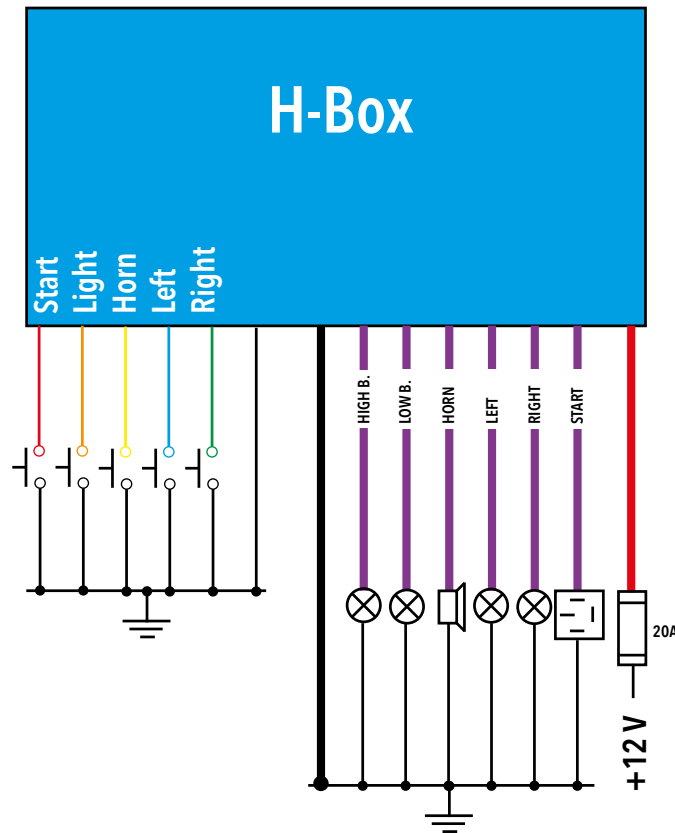 H-Box
Start
Light
Horn
Left
Right
HIGH B.
LOW B.
HORN
LEFT
RIGHT
START
20A
+12 V